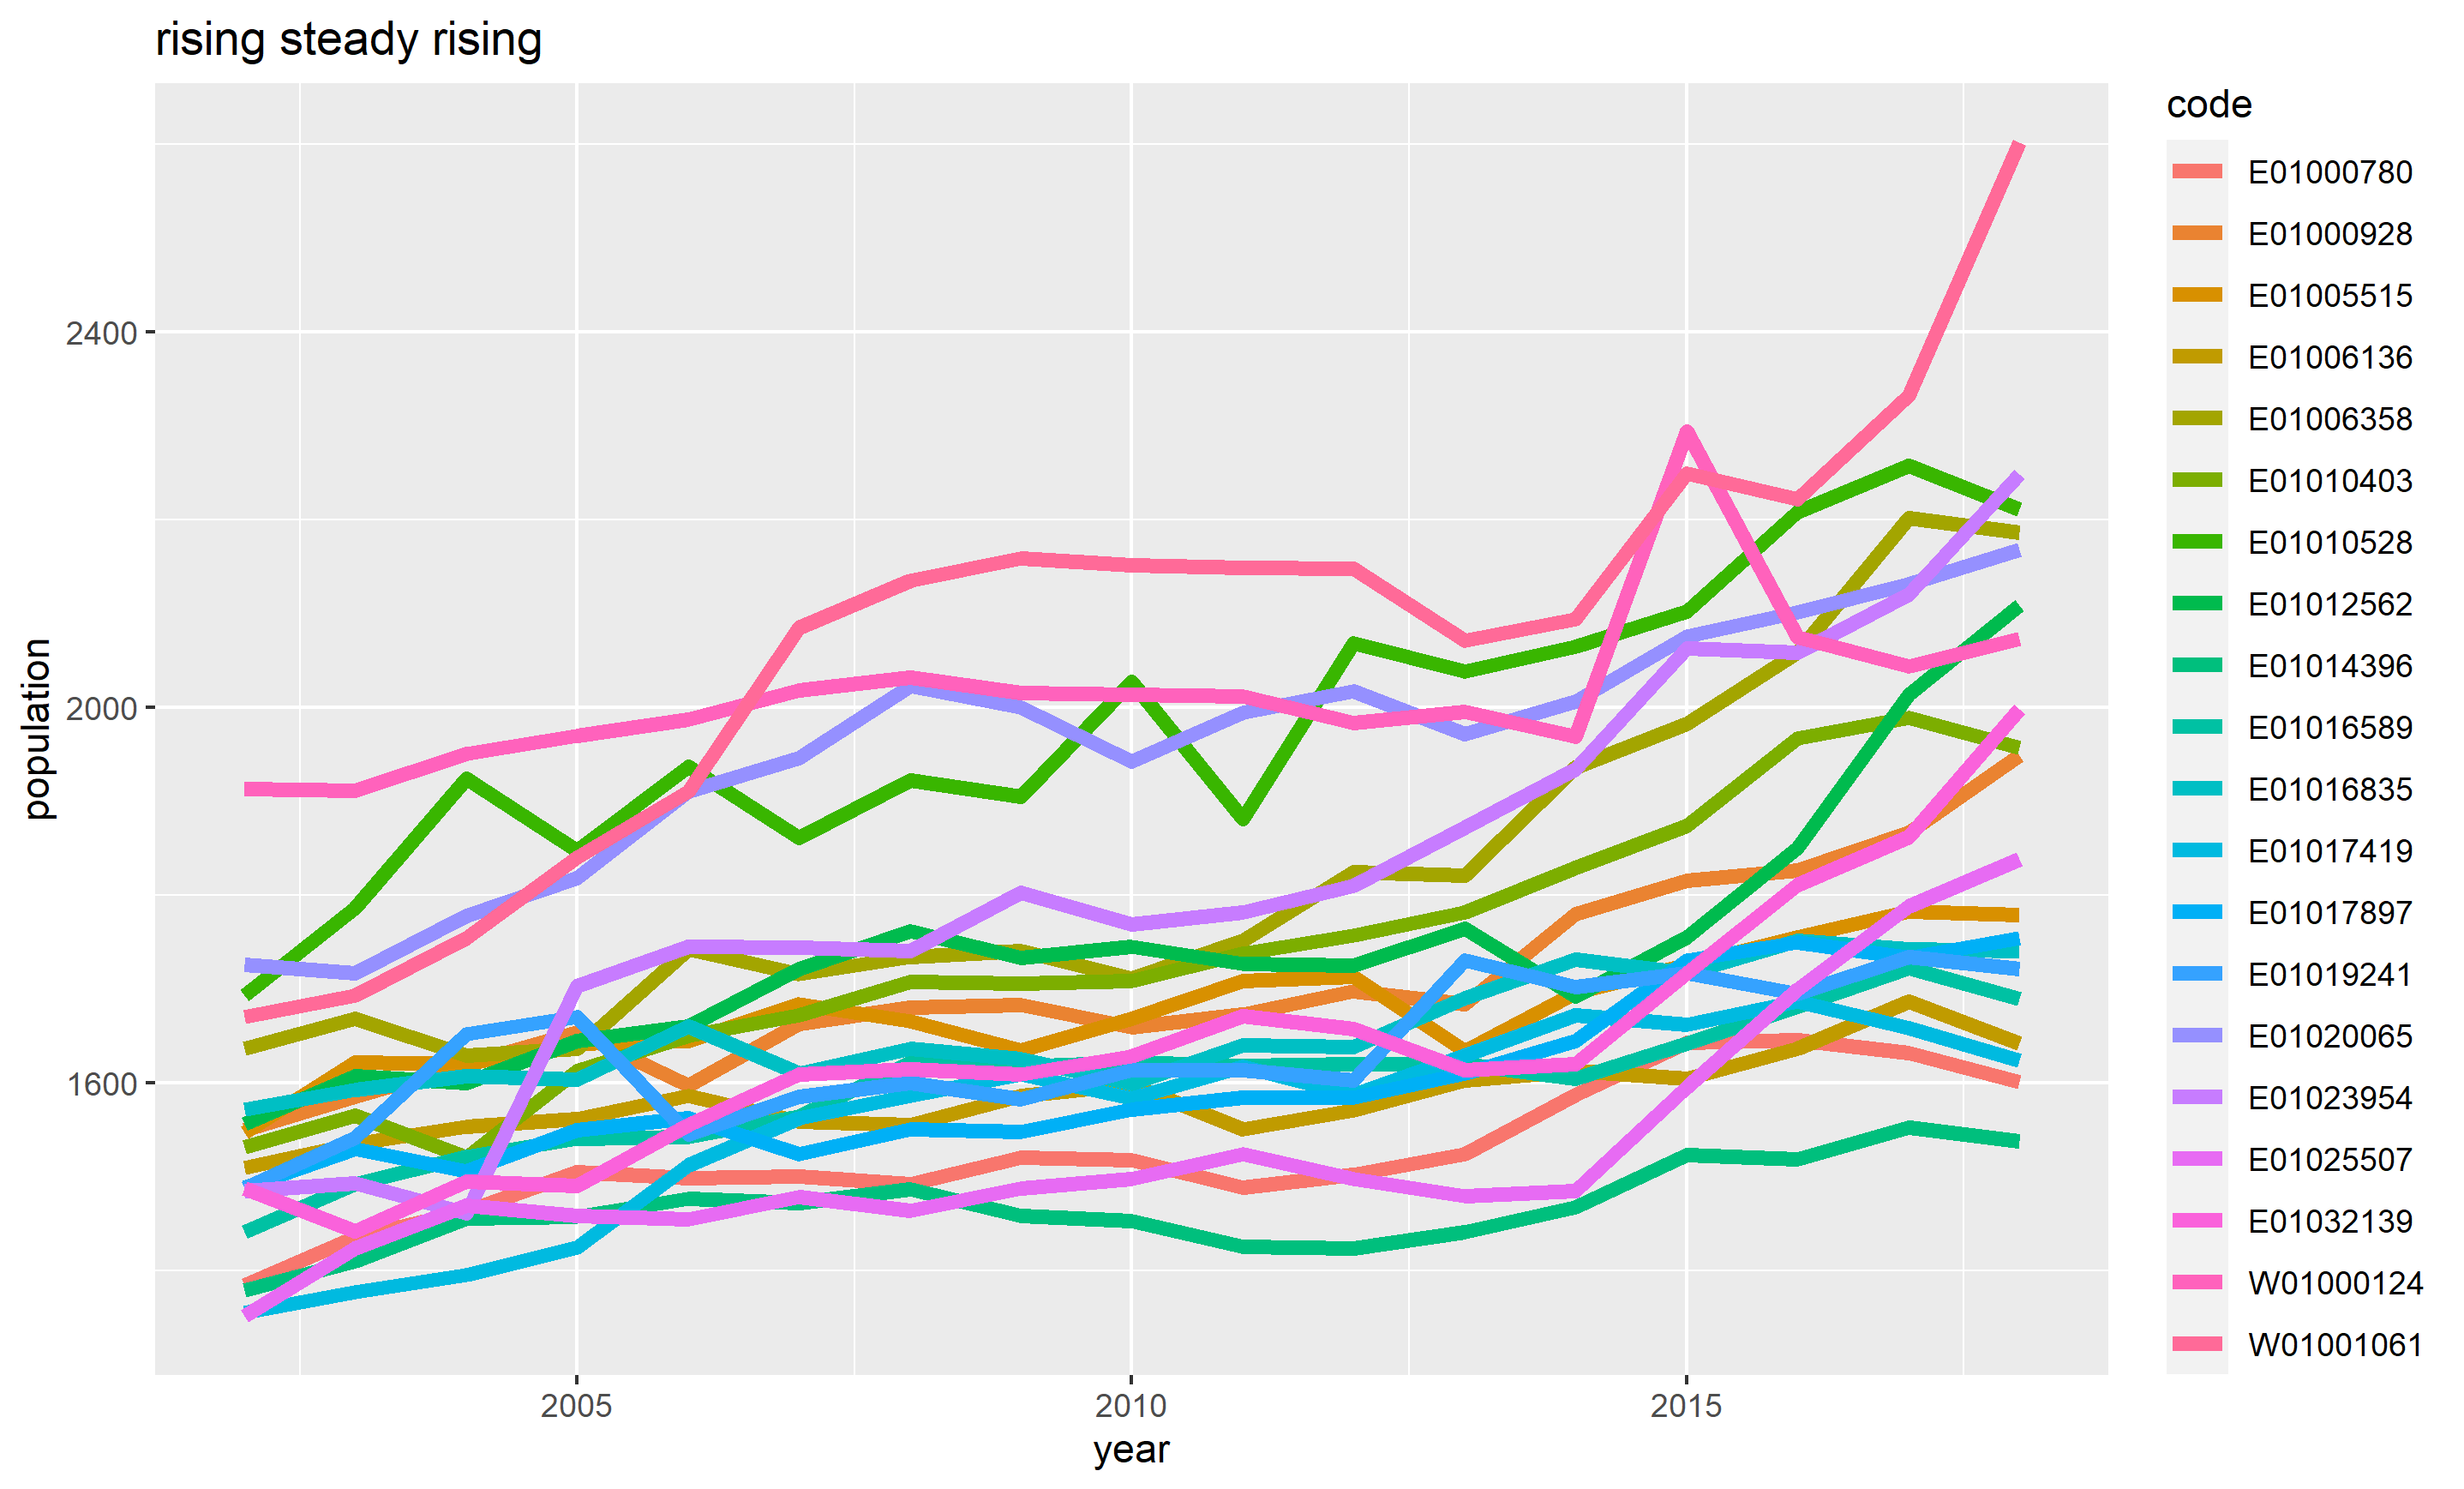 rising steady rising
population
2400
2000
1600
2005
2010
2015
year
code
E01000780
E01000928
E01005515
E01006136
E01006358
E01010403
E01010528
E01012562
E01014396
E01016589
E01016835
E01017419
E01017897
E01019241
E01020065
E01023954
E01025507
E01032139
W01000124
W01001061